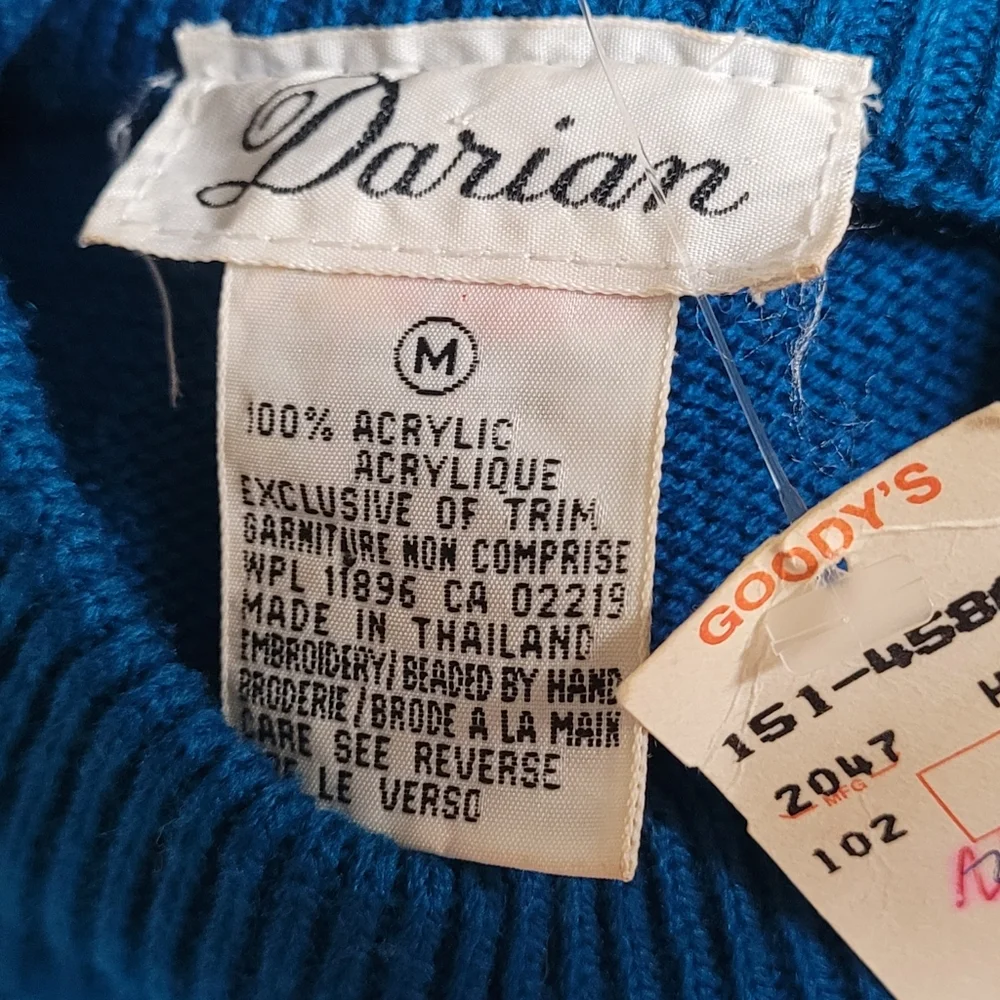 Darian
M
100% ACRYLIC
ACRYLIQUE
EXCLUSIVE OF TRIM
GARNITURE NON COMPRISE
WPL 11896 CA 02219
MADE IN THAILAND
EMBROIDERY/BEADED BY HAND
BRODERIE/BRODE A LA MAIN
CARE SEE REVERSE
LE VERSO
GOODY'S
151-458
2047
MFG
102